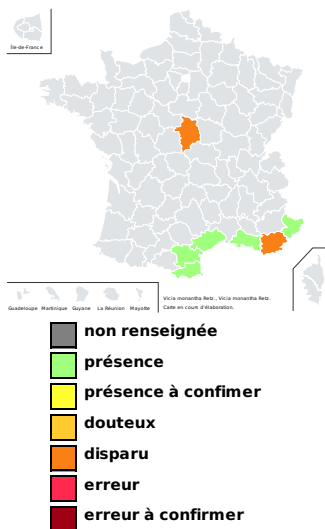 Île-de-France
Guadeloupe Martinique Guyane La Réunion Mayotte
Vicia monantha Retz., Vicia monantha Retz.
Carte en cours d'élaboration.
non renseignée
présence
présence à confimer
douteux
disparu
erreur
erreur à confirmer